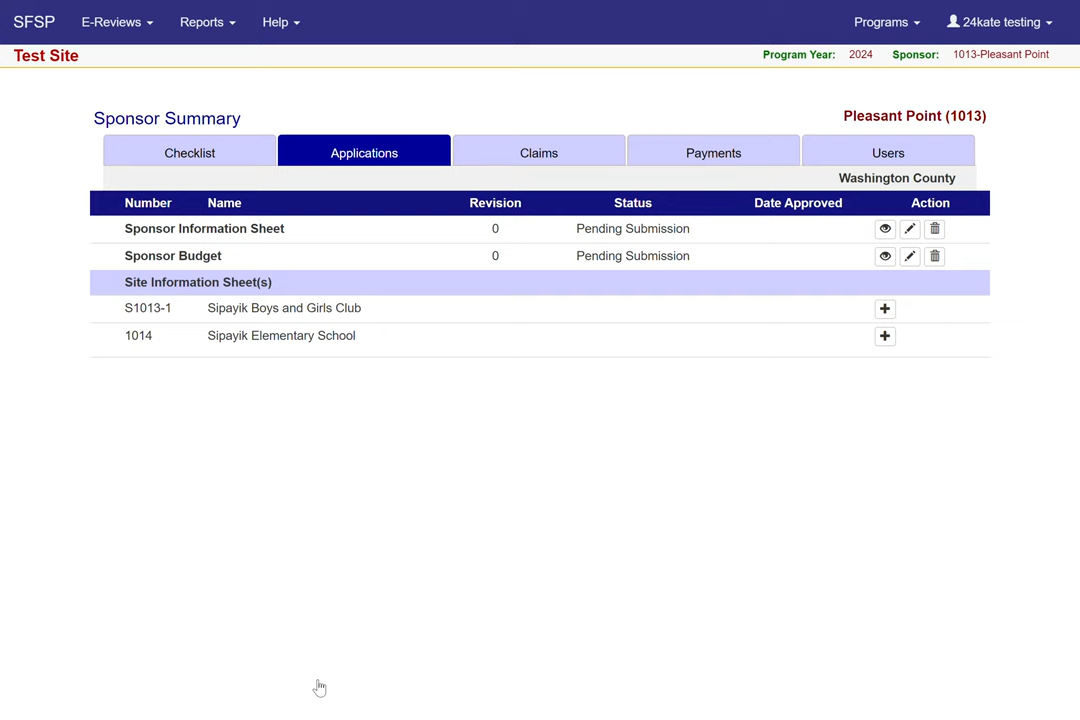 SFSP E-Reviews Reports Help Programs 24kate testing
Test Site Program Year: 2024 Sponsor: 1013-Pleasant Point
Sponsor Summary Pleasant Point (1013)
Checklist Applications Claims Payments Users
Washington County
Number Name Revision Status Date Approved Action
Sponsor Information Sheet 0 Pending Submission
Sponsor Budget 0 Pending Submission
Site Information Sheet(s)
S1013-1 Sipayik Boys and Girls Club
1014 Sipayik Elementary School